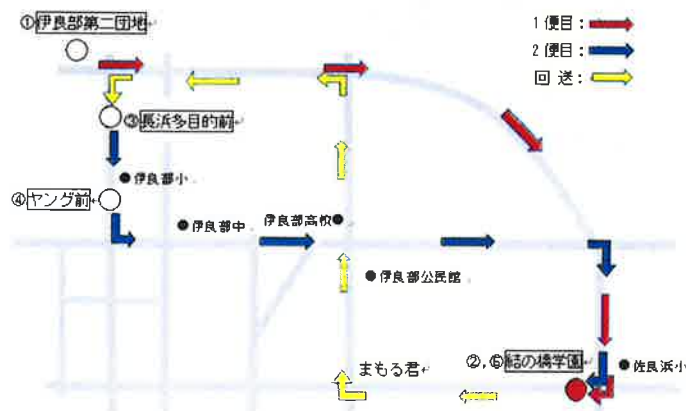 ①伊良部第二団地
1便目:
2便目:
回送:
③長浜多目的前
伊良部小
④ヤング前
伊良部中
伊良部高校
伊良部公民館
まもる君
②,⑤結の橋学園
佐良浜小